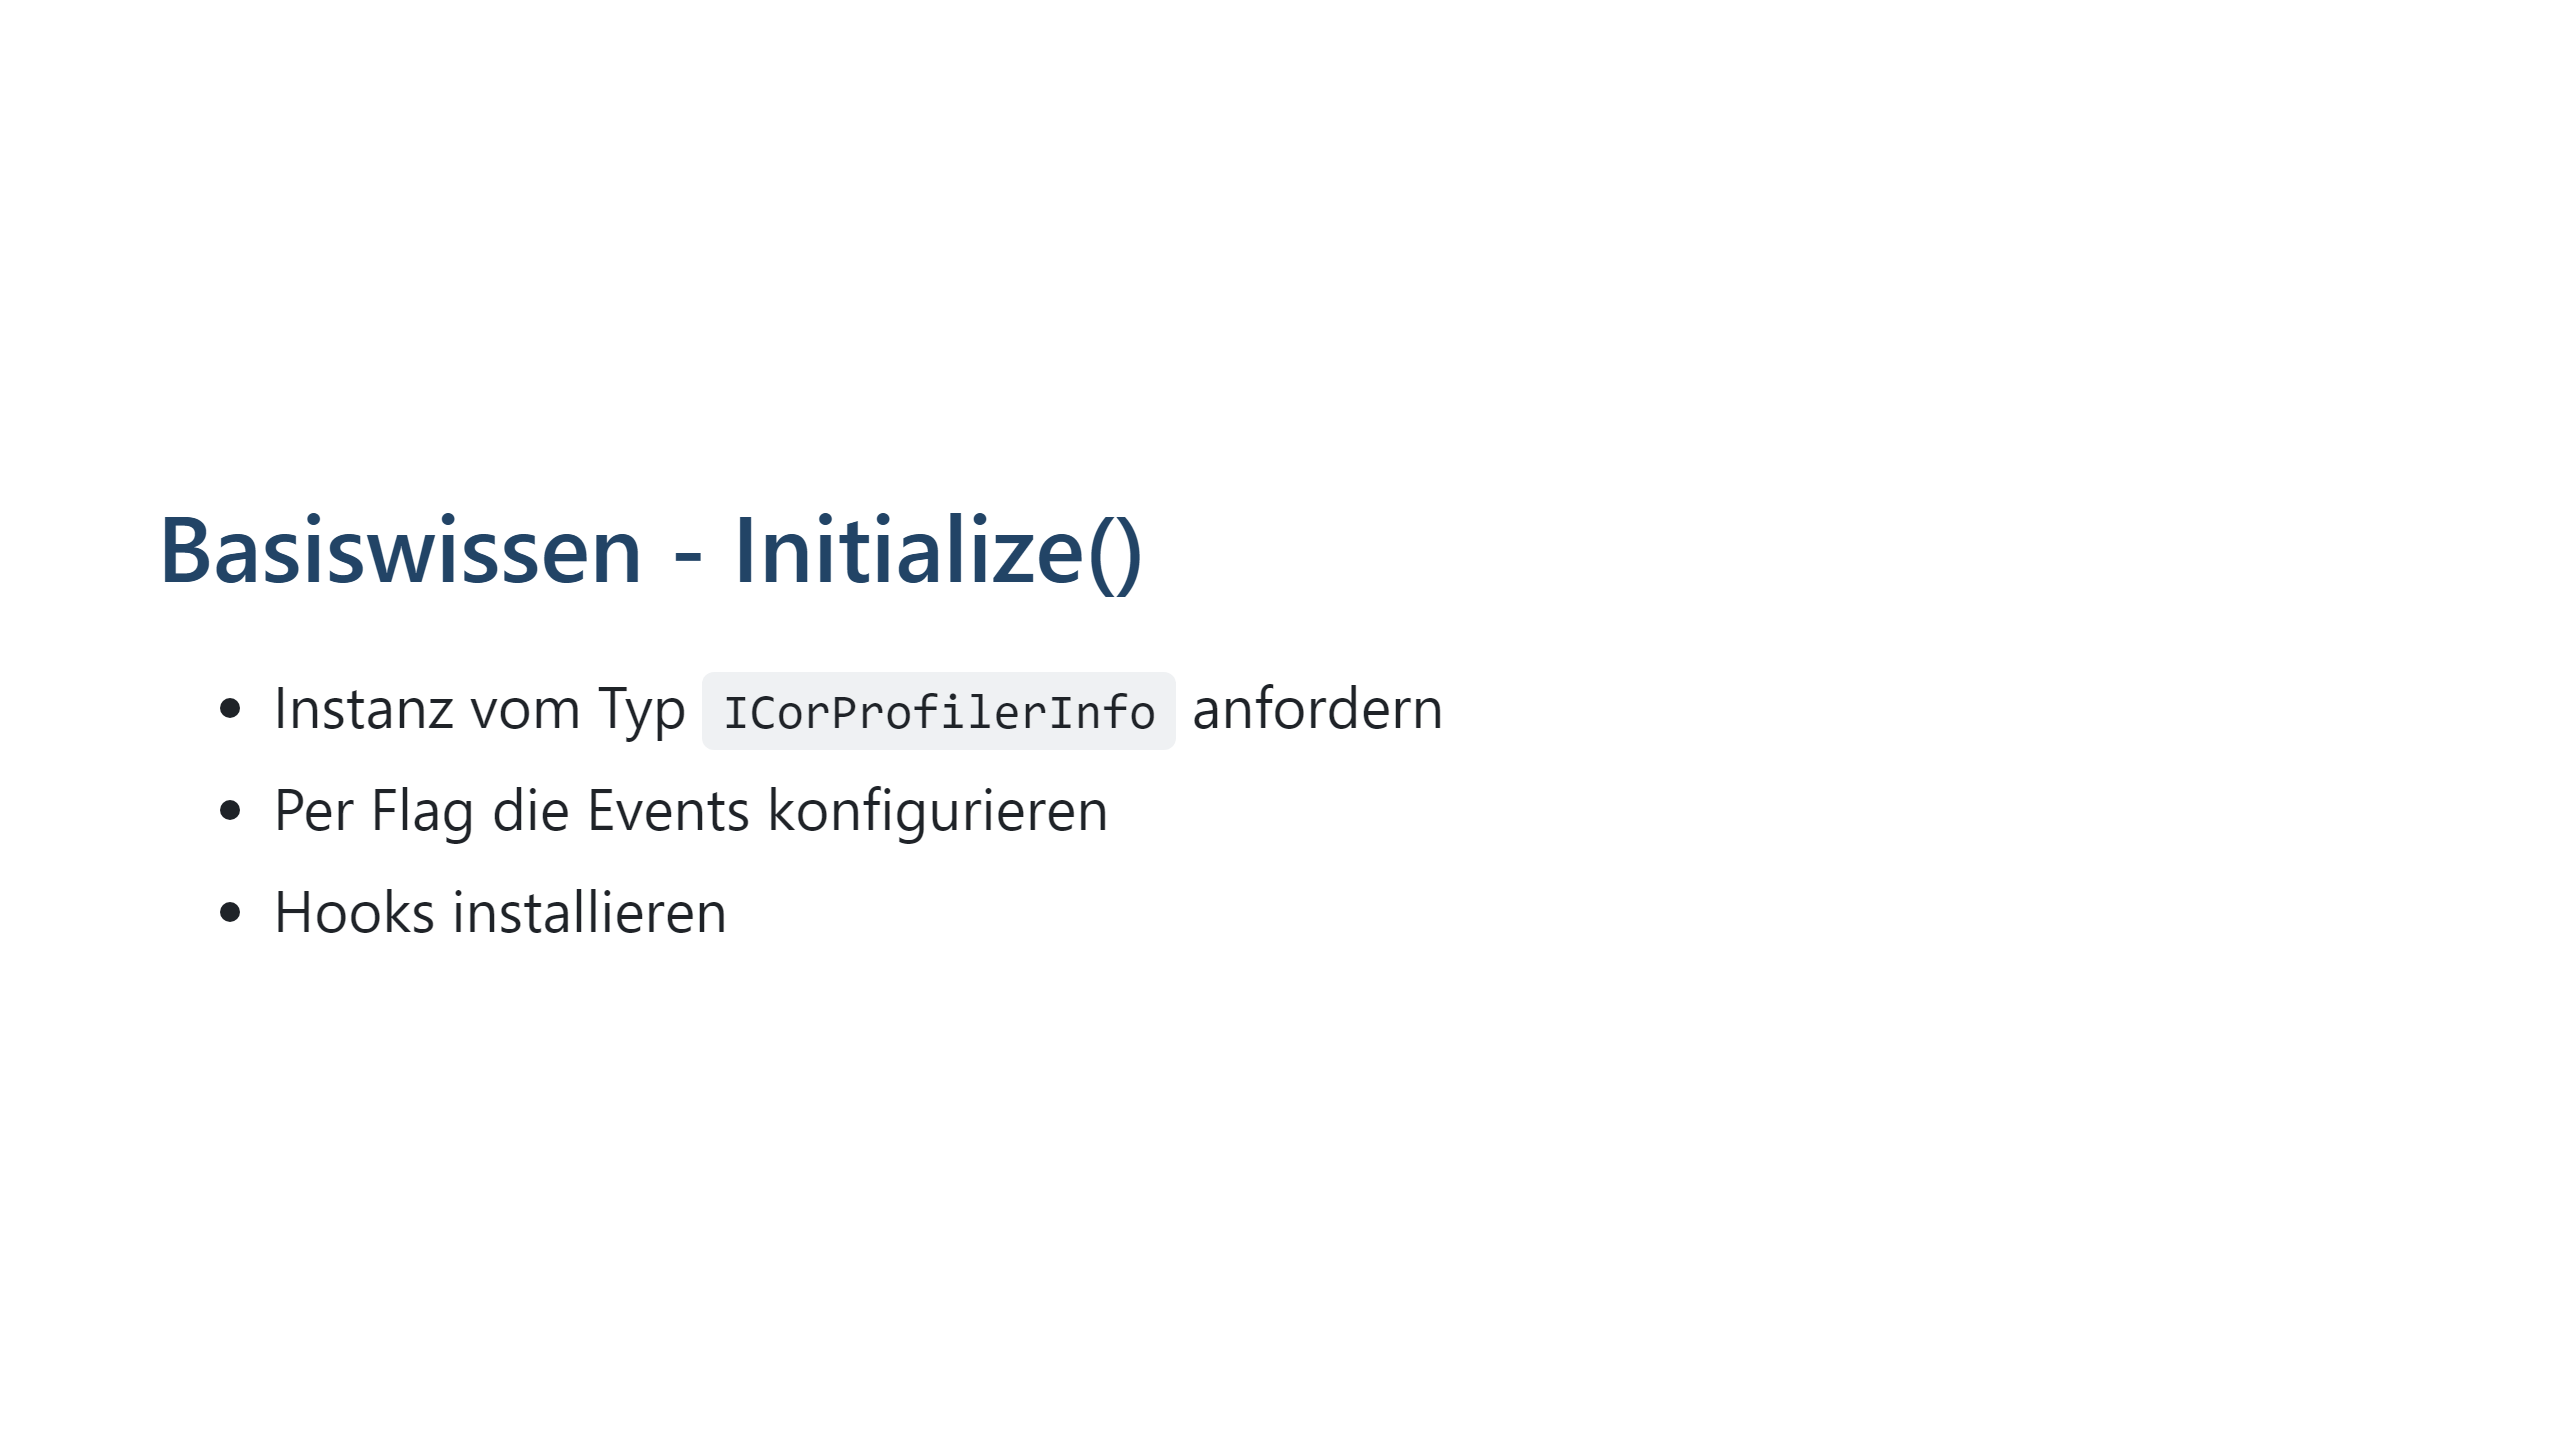 Basiswissen - Initialize()
• Instanz vom Typ ICorProfilerInfo anfordern
• Per Flag die Events konfigurieren
• Hooks installieren